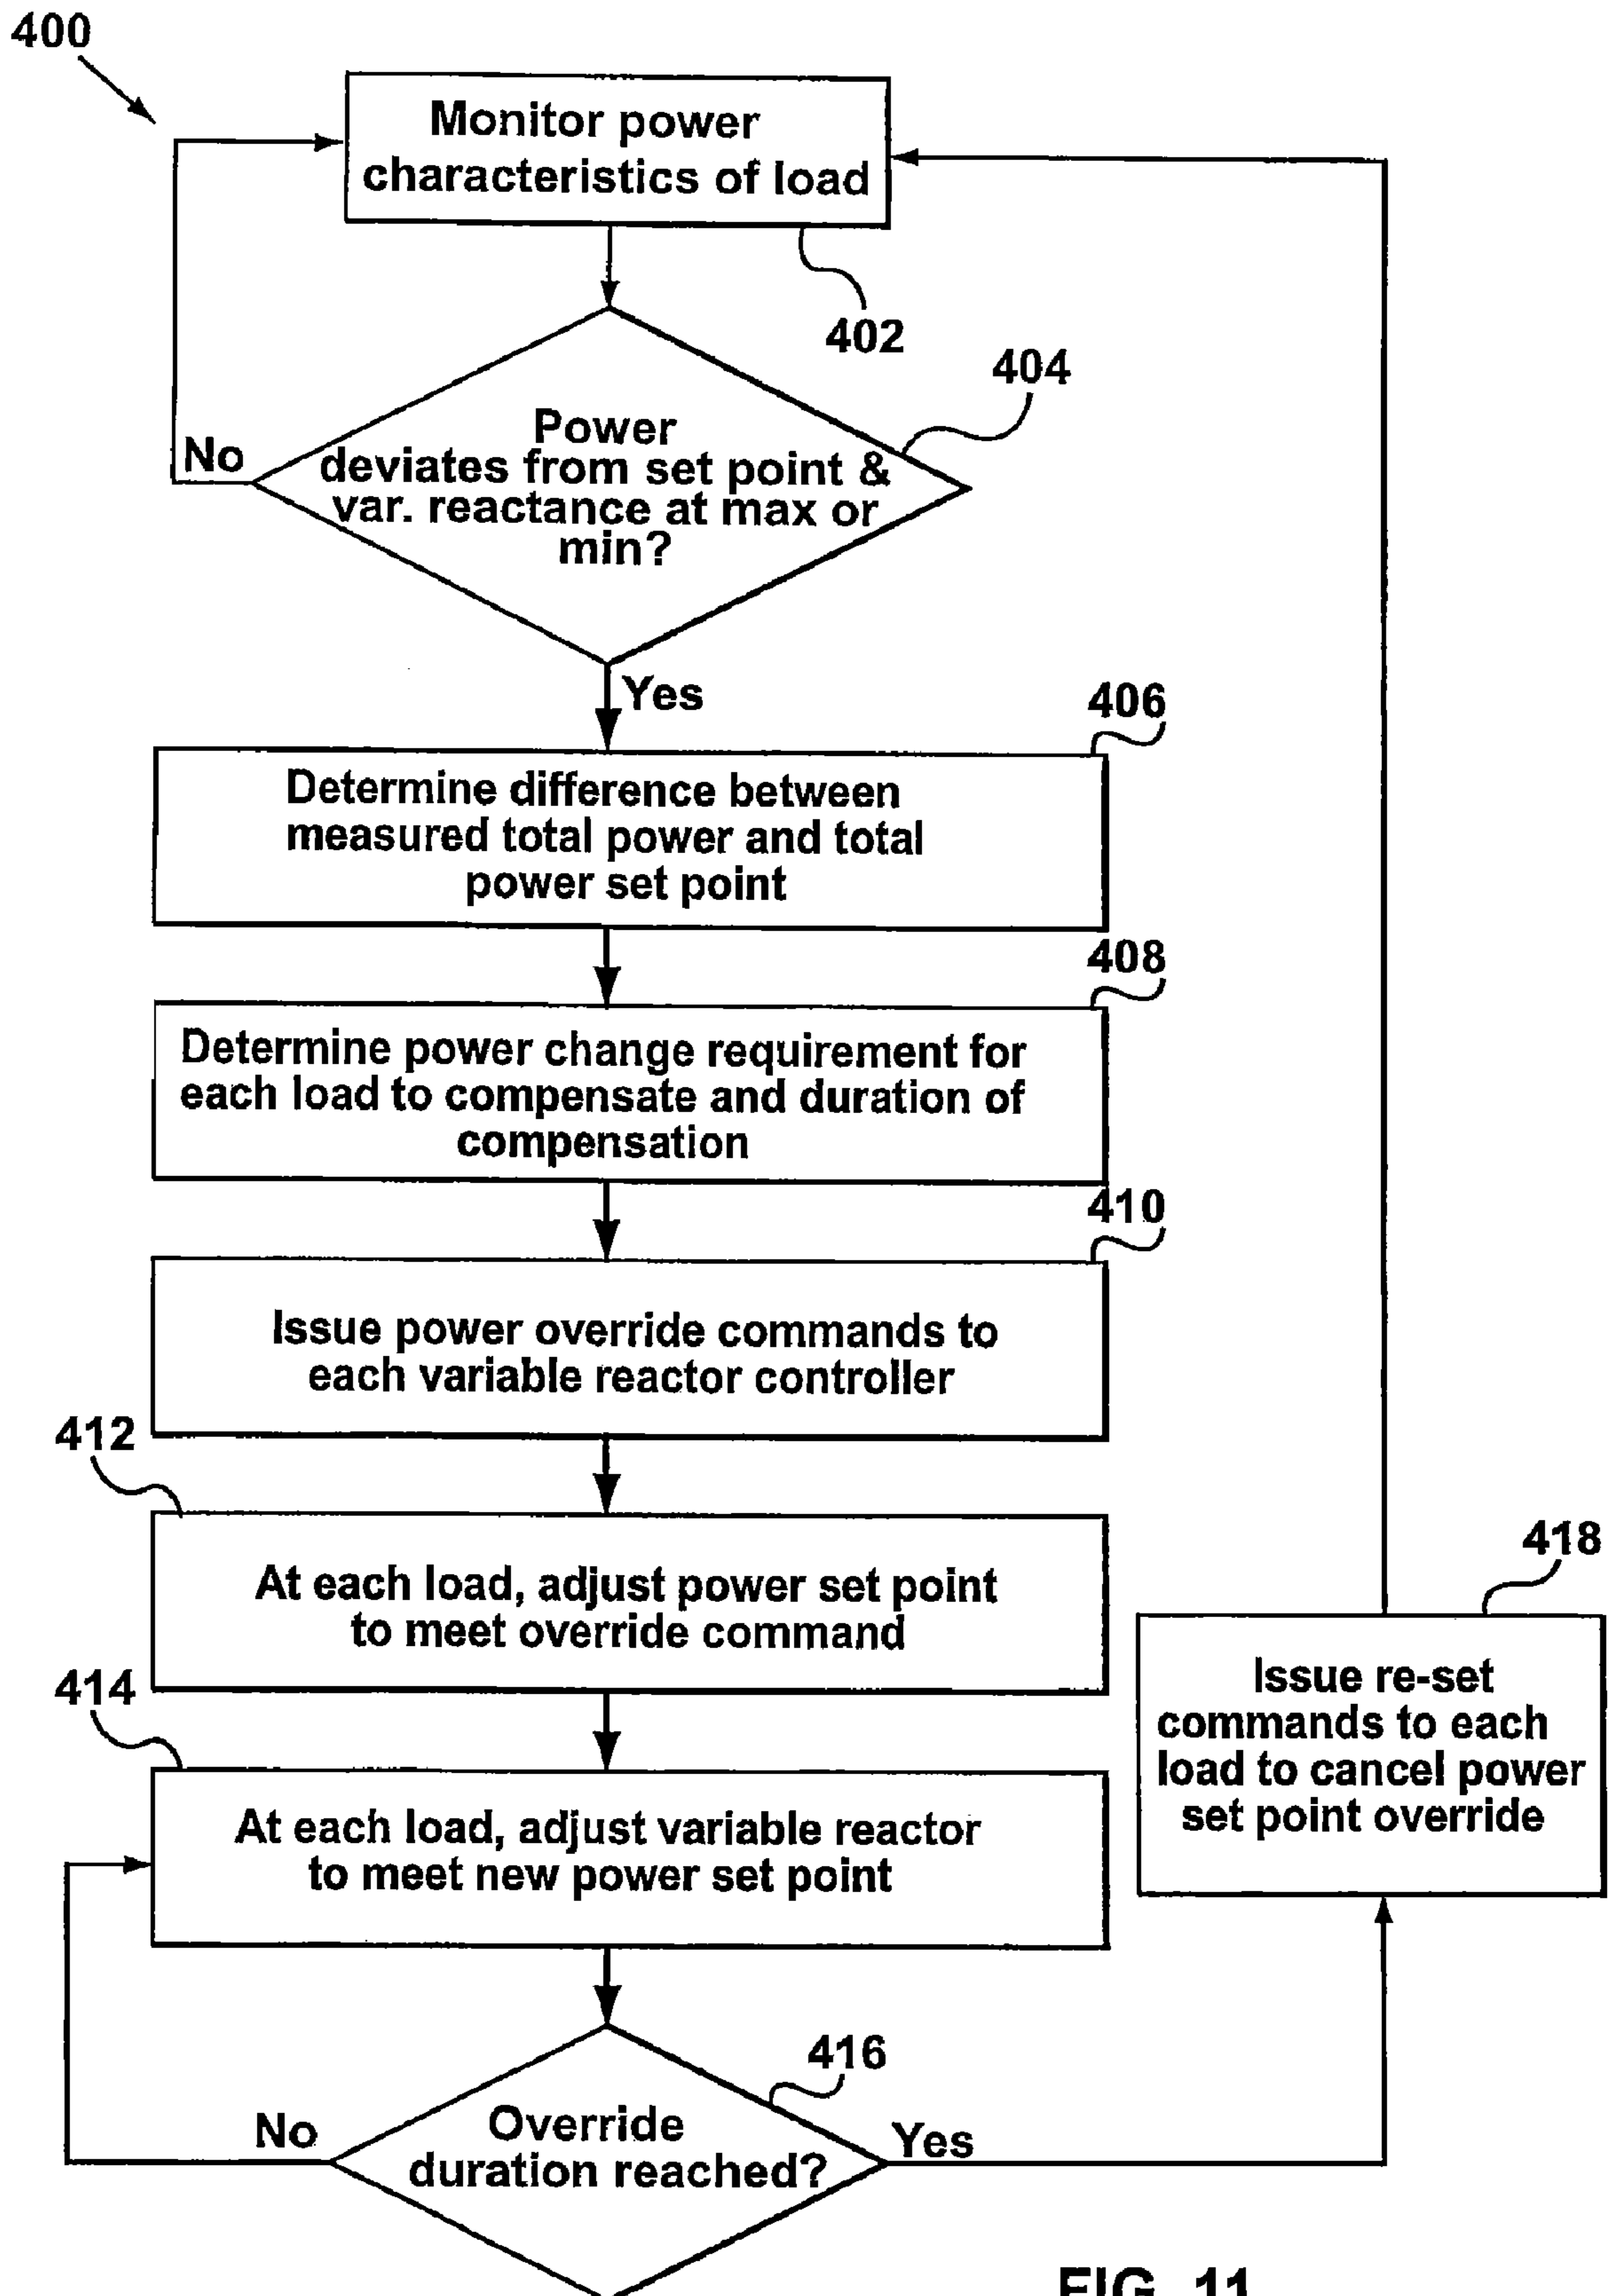 400
Monitor power
characteristics of load
402
404
Power
deviates from set point &
var. reactance at max or
min?
No
Yes
406
Determine difference between
measured total power and total
power set point
408
Determine power change requirement for
each load to compensate and duration of
compensation
410
Issue power override commands to
each variable reactor controller
412
At each load, adjust power set point
to meet override command
418
Issue re-set
commands to each
load to cancel power
set point override
414
At each load, adjust variable reactor
to meet new power set point
416
Override
duration reached?
No
Yes
FIG. 11